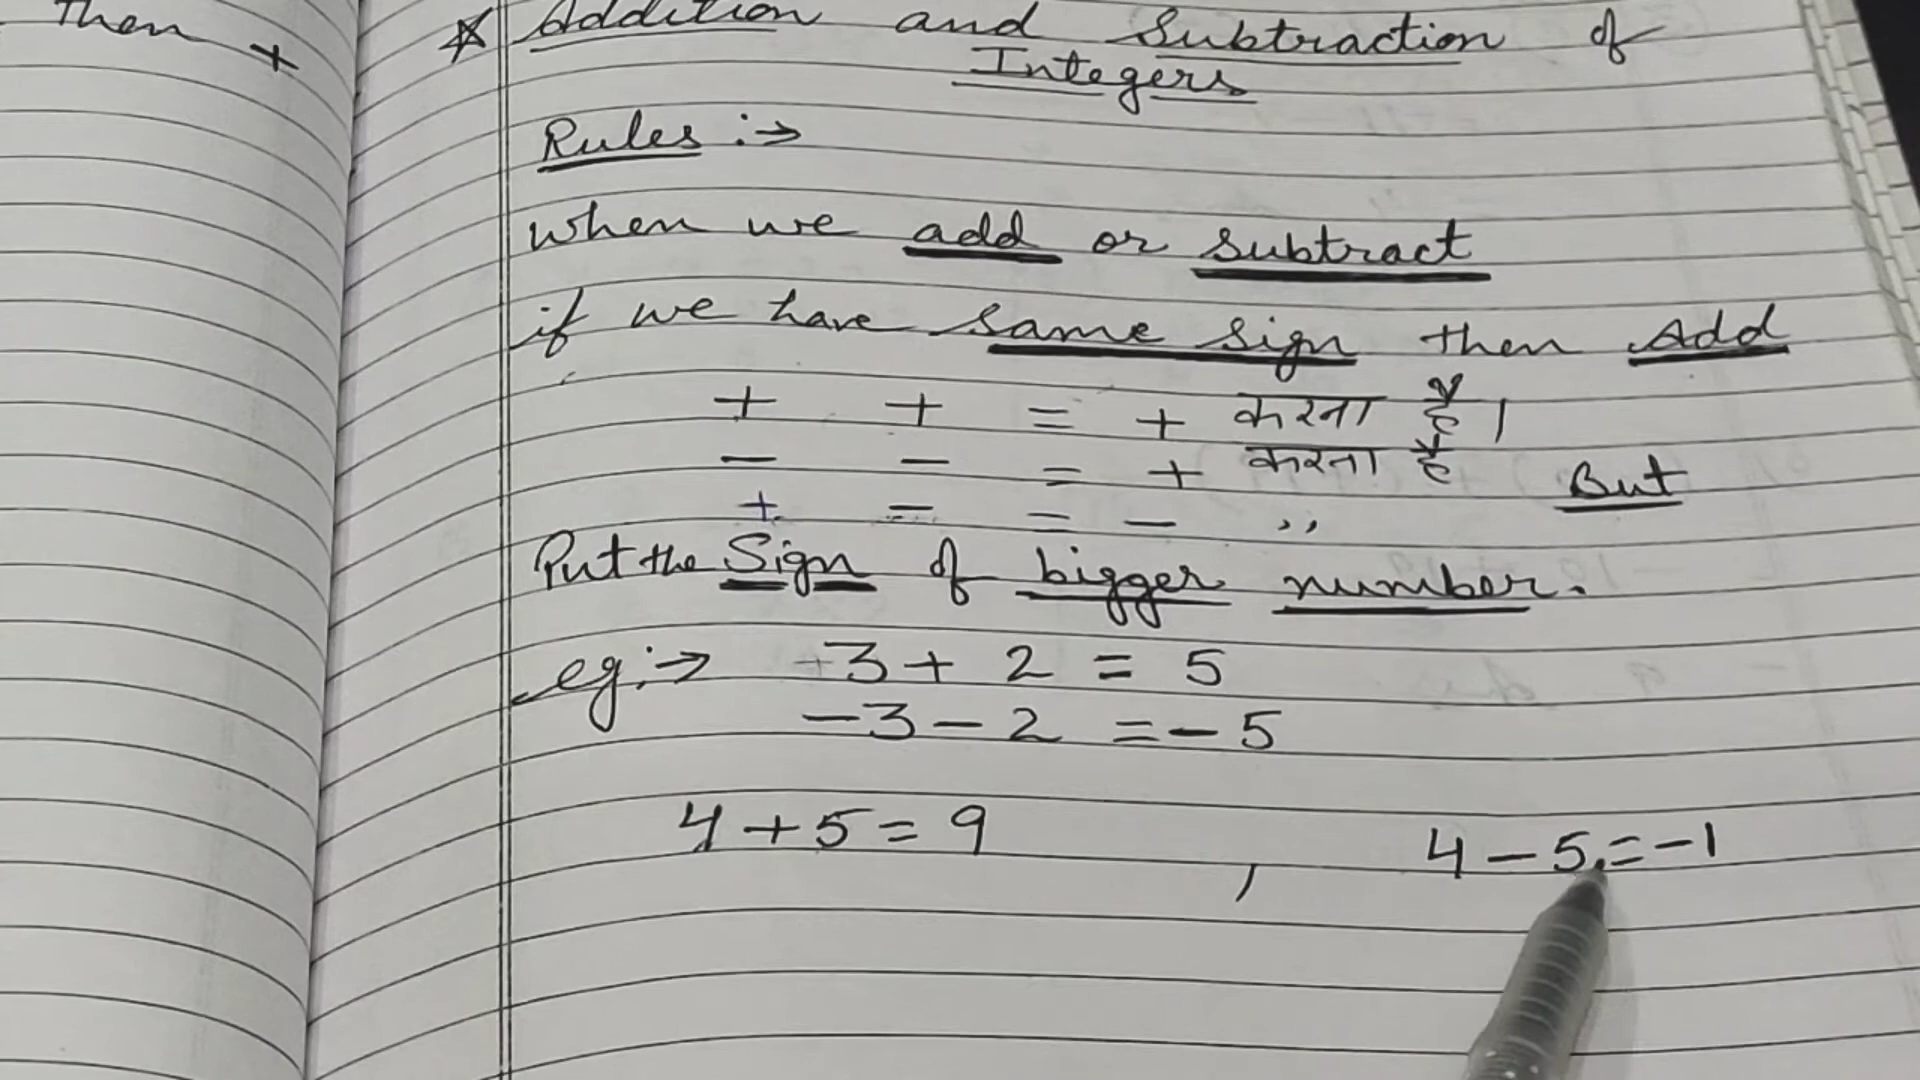 then +
☆ Addition and Subtraction of
Integers
Rules :→
when we add or subtract
if we have same sign then Add
+ + = + करना है।
- - = + करना है
But
+ - = - ,,
Put the Sign of bigger number.
eg:→ +3 + 2 = 5
-3 - 2 = -5
4 + 5 = 9 , 4 - 5 = -1